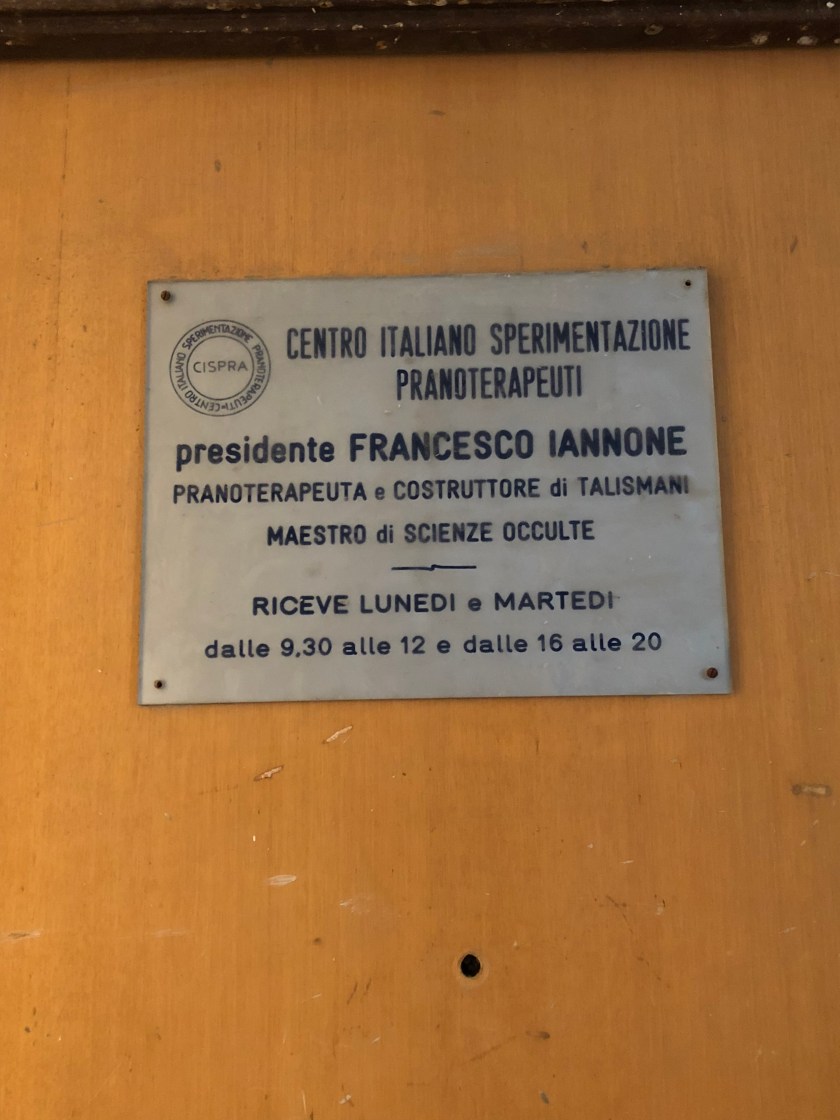 CENTRO ITALIANO SPERIMENTAZIONE PRANOTERAPEUTI
CISPRA
CENTRO ITALIANO SPERIMENTAZIONE
PRANOTERAPEUTI
presidente FRANCESCO IANNONE
PRANOTERAPEUTA e COSTRUTTORE di TALISMANI
MAESTRO di SCIENZE OCCULTE
RICEVE LUNEDI e MARTEDI
dalle 9,30 alle 12 e dalle 16 alle 20